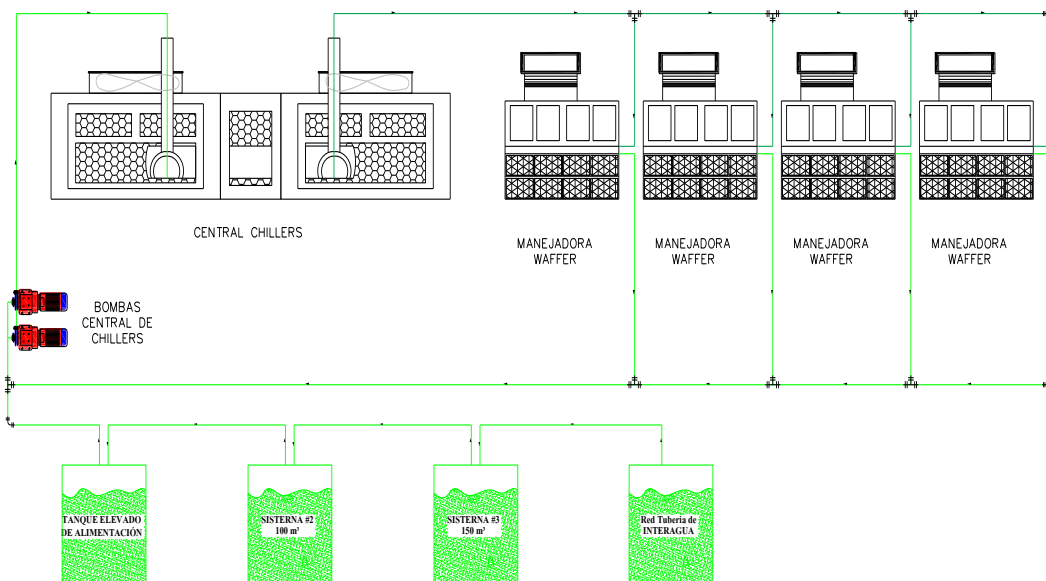 CENTRAL CHILLERS
MANEJADORA
WAFFER
MANEJADORA
WAFFER
MANEJADORA
WAFFER
MANEJADORA
WAFFER
BOMBAS
CENTRAL DE
CHILLERS
TANQUE ELEVADO
DE ALIMENTACIÓN
SISTERNA #2
100 m³
SISTERNA #3
150 m³
Red Tuberia de
INTERAGUA